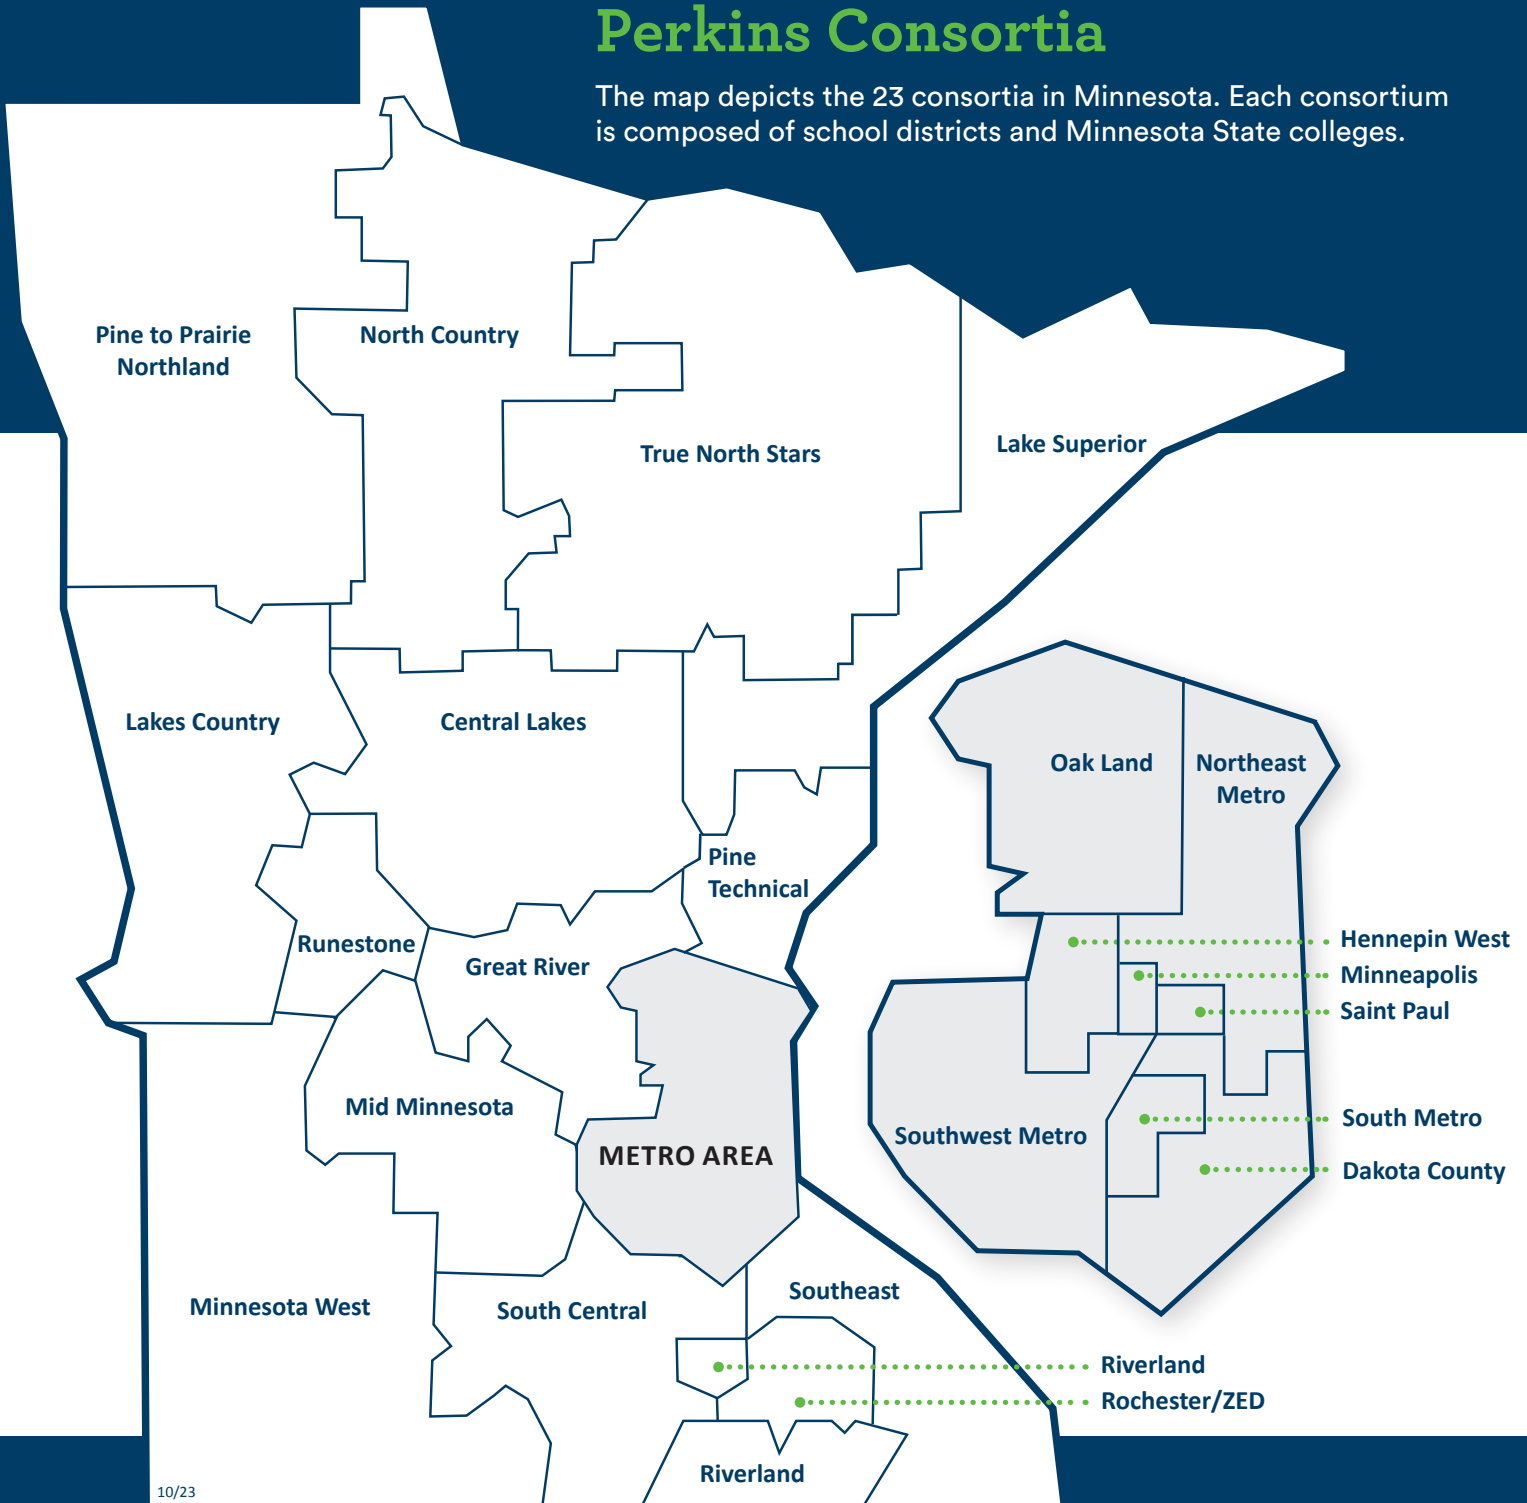 Perkins Consortia
The map depicts the 23 consortia in Minnesota. Each consortium
is composed of school districts and Minnesota State colleges.
Pine to Prairie
Northland
North Country
True North Stars
Lake Superior
Lakes Country
Central Lakes
Oak Land
Northeast
Metro
Pine
Technical
Runestone
Great River
Hennepin West
Minneapolis
Saint Paul
Mid Minnesota
METRO AREA
Southwest Metro
South Metro
Dakota County
Minnesota West
South Central
Southeast
Riverland
Rochester/ZED
Riverland
10/23